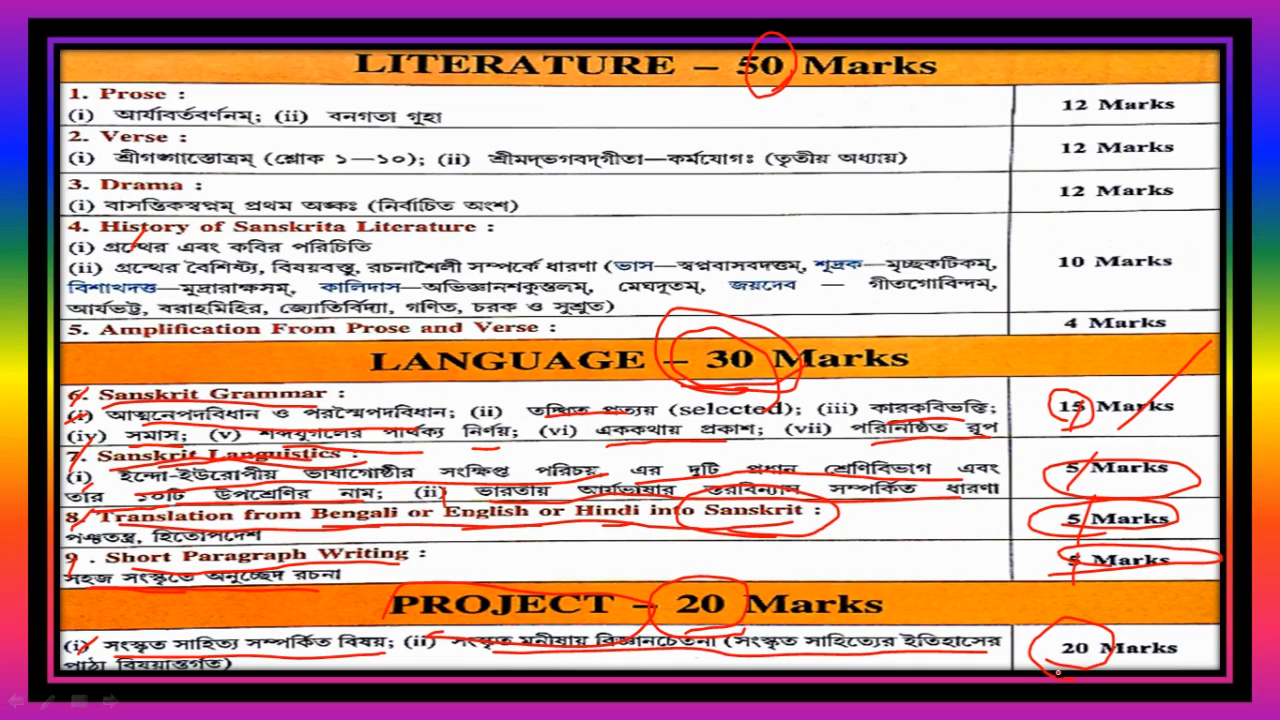 LITERATURE – 50 Marks
1. Prose :
(i) আর্যাবর্তবর্ণনম্; (ii) বনগতা গূহা
12 Marks
2. Verse :
(i) শ্রীগঙ্গাস্তোত্রম্ (শ্লোক ১—১০); (ii) শ্রীমদ্‌ভগবদ্‌গীতা—কর্মযোগঃ (তৃতীয় অধ্যায়)
12 Marks
3. Drama :
(i) বাসন্তিকস্বপ্নম্ প্রথম অঙ্কঃ (নির্বাচিত অংশ)
12 Marks
4. History of Sanskrita Literature :
(i) গ্রন্থের এবং কবির পরিচিতি
(ii) গ্রন্থের বৈশিষ্ট্য, বিষয়বস্তু, রচনাশৈলী সম্পর্কে ধারণা (ভাস—স্বপ্নবাসবদত্তম্, শূদ্রক—মৃচ্ছকটিকম্,
বিশাখদত্ত—মুদ্রারাক্ষসম্, কালিদাস—অভিজ্ঞানশকুন্তলম্, মেঘদূতম্, জয়দেব — গীতগোবিন্দম্,
আর্যভট্ট, বরাহমিহির, জ্যোতির্বিদ্যা, গণিত, চরক ও সুশ্রুত)
10 Marks
5. Amplification From Prose and Verse :
4 Marks
LANGUAGE – 30 Marks
6. Sanskrit Grammar :
(i) আত্মনেপদবিধান ও পরস্মৈপদবিধান; (ii) তদ্ধিত প্রত্যয় (selected); (iii) কারকবিভক্তি;
(iv) সমাস; (v) শব্দযুগলের পার্থক্য নির্ণয়; (vi) এককথায় প্রকাশ; (vii) পরিনিষ্ঠিত রূপ
15 Marks
7. Sanskrit Languistics :
(i) ইন্দো-ইউরোপীয় ভাষাগোষ্ঠীর সংক্ষিপ্ত পরিচয় এর দুটি প্রধান শ্রেণিবিভাগ এবং
তার ১০টি উপশ্রেণির নাম; (ii) ভারতীয় আর্যভাষার স্তরবিন্যাস সম্পর্কিত ধারণা
5 Marks
8. Translation from Bengali or English or Hindi into Sanskrit :
পঞ্চতন্ত্র, হিতোপদেশ
5 Marks
9. Short Paragraph Writing :
সহজ সংস্কৃতে অনুচ্ছেদ রচনা
5 Marks
PROJECT – 20 Marks
(i) সংস্কৃত সাহিত্য সম্পর্কিত বিষয়; (ii) সংস্কৃত মনীষায় বিজ্ঞানচেতনা (সংস্কৃত সাহিত্যের ইতিহাসের
পাঠ্য বিষয়ান্তর্গত)
20 Marks